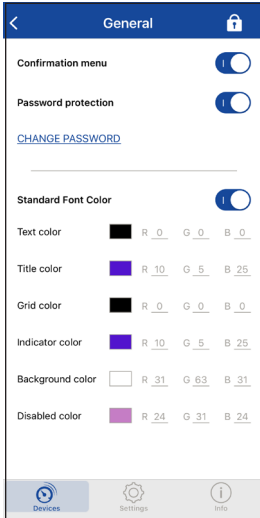 General
Confirmation menu
Password protection
CHANGE PASSWORD
Standard Font Color
Text color R 0 G 0 B 0
Title color R 10 G 5 B 25
Grid color R 0 G 0 B 0
Indicator color R 10 G 5 B 25
Background color R 31 G 63 B 31
Disabled color R 24 G 31 B 24
Devices Settings Info